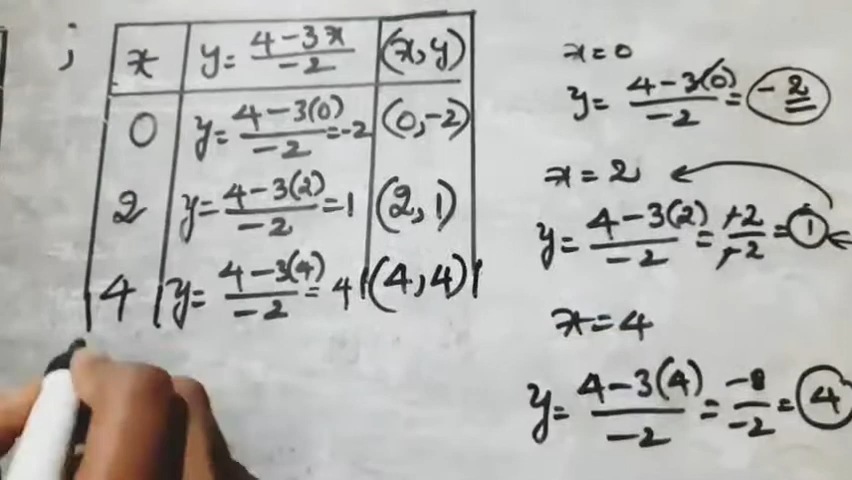 ;
x y = (4-3x)/-2 (x, y)
0 y = (4-3(0))/-2 = -2 (0, -2)
2 y = (4-3(2))/-2 = 1 (2, 1)
4 y = (4-3(4))/-2 = 4 (4, 4)
x = 0
y = (4-3(0))/-2 = -2
x = 2
y = (4-3(2))/-2 = -2/-2 = 1
x = 4
y = (4-3(4))/-2 = -8/-2 = 4